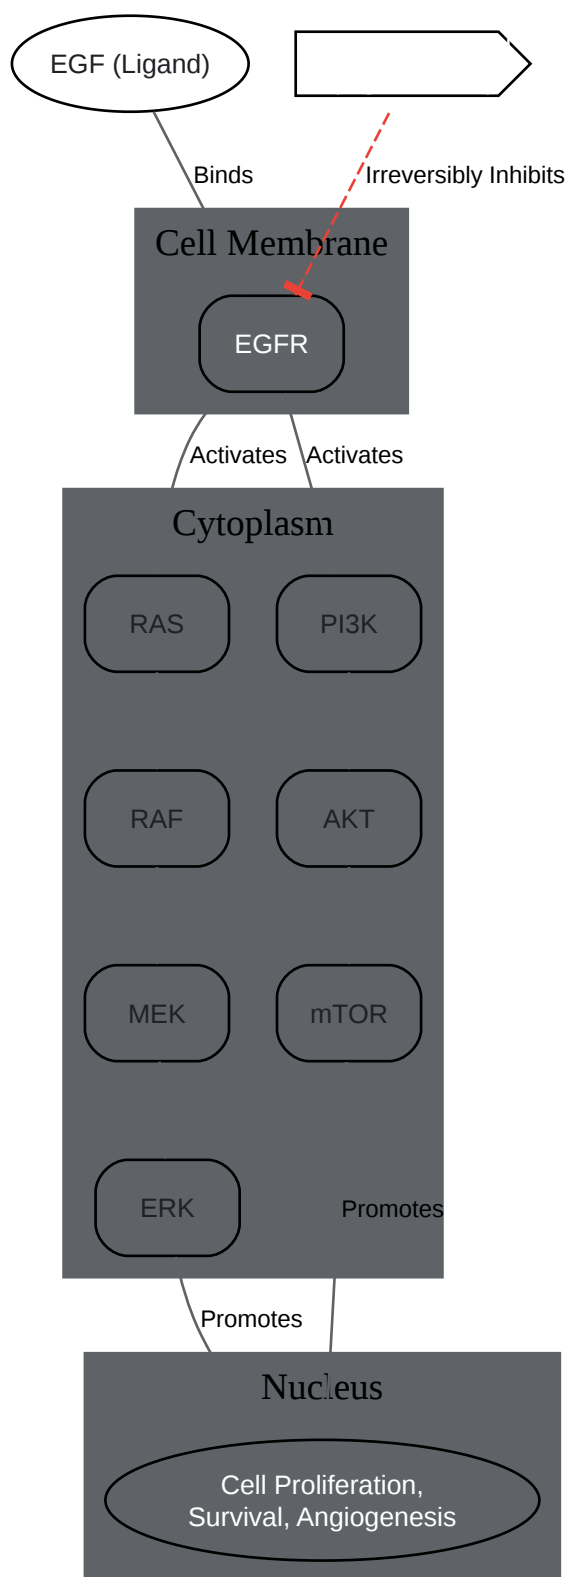 EGF (Ligand)
Binds
Irreversibly Inhibits
Cell Membrane
EGFR
Activates
Activates
Cytoplasm
RAS
PI3K
RAF
AKT
MEK
mTOR
ERK
Promotes
Promotes
Nucleus
Cell Proliferation,
Survival, Angiogenesis